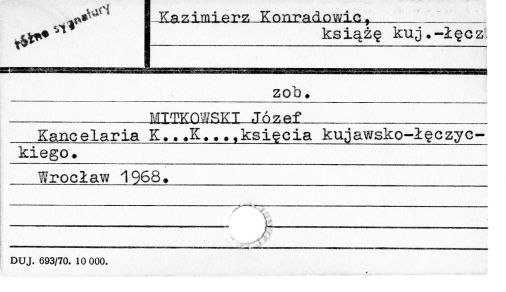 różne sygnatury
Kazimierz Konradowic,
książę kuj.-łęcz
zob.
MITKOWSKI Józef
Kancelaria K...K...,księcia kujawsko-łęczyc-
kiego.
Wrocław 1968.
DUJ. 693/70. 10 000.